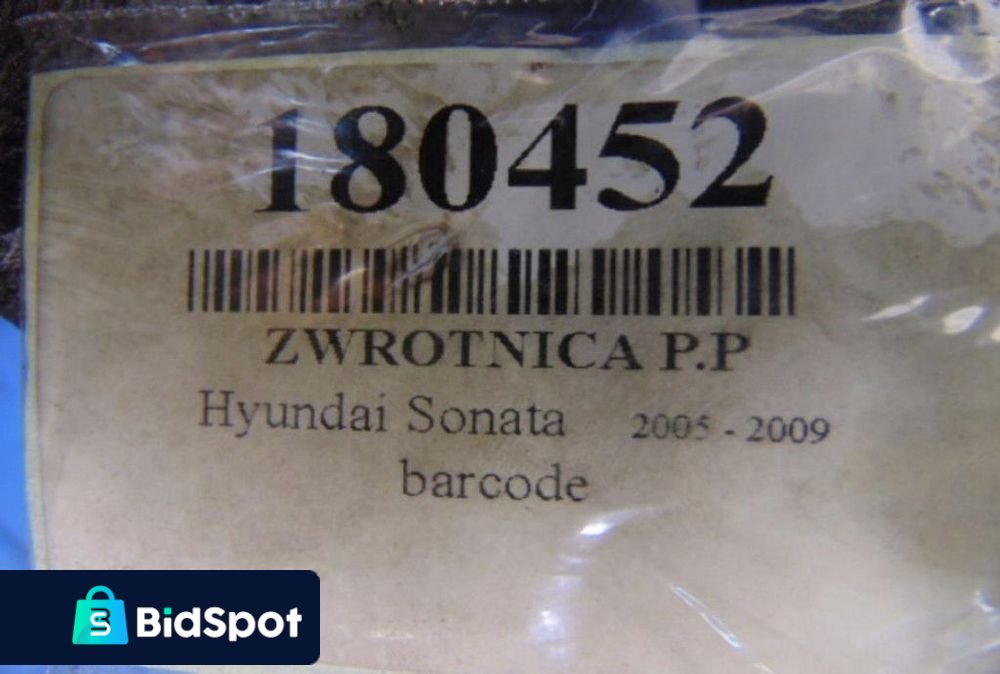 180452
ZWROTNICA P.P
Hyundai Sonata 2005 - 2009
barcode
BidSpot